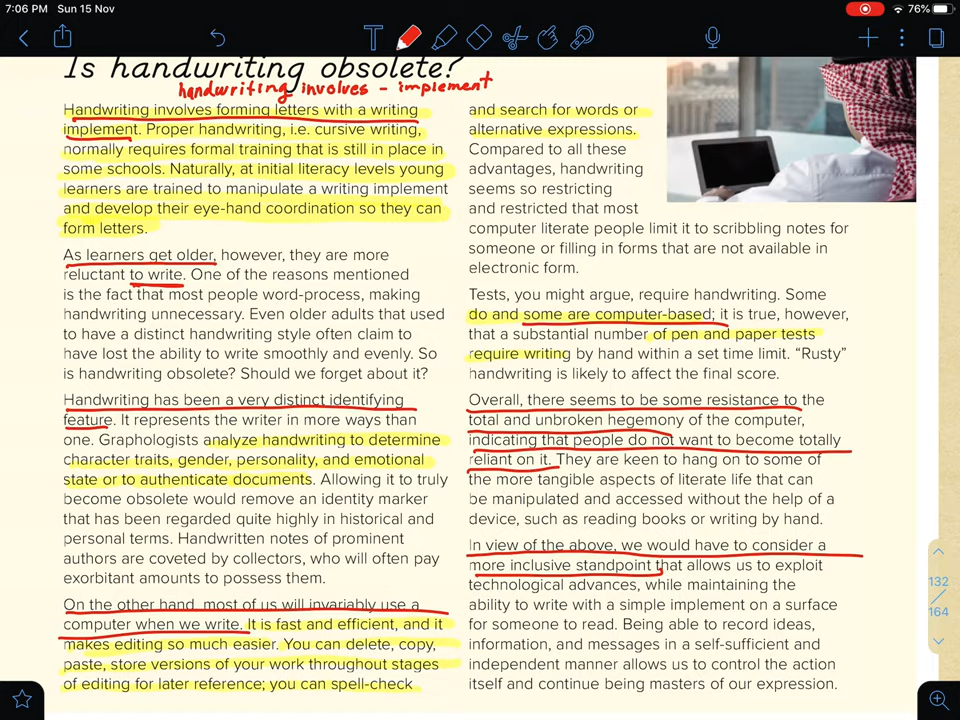 7:06 PM Sun 15 Nov
76%
Is handwriting obsolete?
handwriting involves - implement
Handwriting involves forming letters with a writing
implement. Proper handwriting, i.e. cursive writing,
normally requires formal training that is still in place in
some schools. Naturally, at initial literacy levels young
learners are trained to manipulate a writing implement
and develop their eye-hand coordination so they can
form letters.
As learners get older, however, they are more
reluctant to write. One of the reasons mentioned
is the fact that most people word-process, making
handwriting unnecessary. Even older adults that used
to have a distinct handwriting style often claim to
have lost the ability to write smoothly and evenly. So
is handwriting obsolete? Should we forget about it?
Handwriting has been a very distinct identifying
feature. It represents the writer in more ways than
one. Graphologists analyze handwriting to determine
character traits, gender, personality, and emotional
state or to authenticate documents. Allowing it to truly
become obsolete would remove an identity marker
that has been regarded quite highly in historical and
personal terms. Handwritten notes of prominent
authors are coveted by collectors, who will often pay
exorbitant amounts to possess them.
On the other hand, most of us will invariably use a
computer when we write. It is fast and efficient, and it
makes editing so much easier. You can delete, copy,
paste, store versions of your work throughout stages
of editing for later reference; you can spell-check
and search for words or
alternative expressions.
Compared to all these
advantages, handwriting
seems so restricting
and restricted that most
computer literate people limit it to scribbling notes for
someone or filling in forms that are not available in
electronic form.
Tests, you might argue, require handwriting. Some
do and some are computer-based; it is true, however,
that a substantial number of pen and paper tests
require writing by hand within a set time limit. “Rusty”
handwriting is likely to affect the final score.
Overall, there seems to be some resistance to the
total and unbroken hegemony of the computer,
indicating that people do not want to become totally
reliant on it. They are keen to hang on to some of
the more tangible aspects of literate life that can
be manipulated and accessed without the help of a
device, such as reading books or writing by hand.
In view of the above, we would have to consider a
more inclusive standpoint that allows us to exploit
technological advances, while maintaining the
ability to write with a simple implement on a surface
for someone to read. Being able to record ideas,
information, and messages in a self-sufficient and
independent manner allows us to control the action
itself and continue being masters of our expression.
132
164